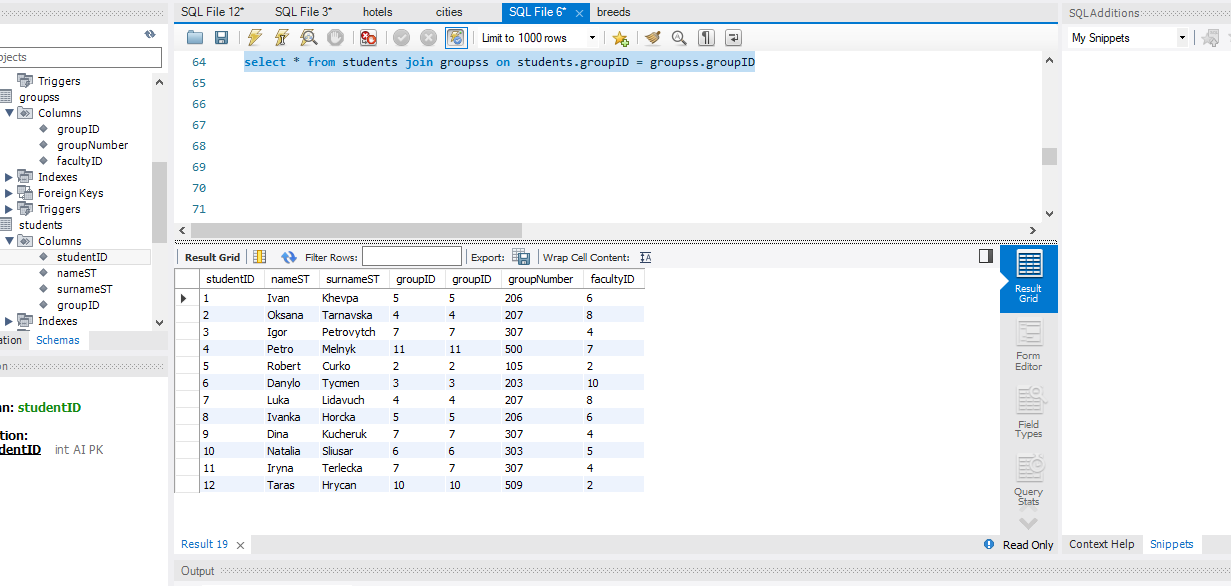 SQL File 12* SQL File 3* hotels cities SQL File 6* breeds
SQLAdditions
Limit to 1000 rows
My Snippets
ojects
Triggers
groupss
Columns
groupID
groupNumber
facultyID
Indexes
Foreign Keys
Triggers
students
Columns
studentID
nameST
surnameST
groupID
Indexes
ation Schemas
on
mn: studentID
ition:
dentID int AI PK
64 select * from students join groupss on students.groupID = groupss.groupID
65
66
67
68
69
70
71
Result Grid Filter Rows: Export: Wrap Cell Content:
studentID nameST surnameST groupID groupID groupNumber facultyID
1 Ivan Khevpa 5 5 206 6
2 Oksana Tarnavska 4 4 207 8
3 Igor Petrovytch 7 7 307 4
4 Petro Melnyk 11 11 500 7
5 Robert Curko 2 2 105 2
6 Danylo Tycmen 3 3 203 10
7 Luka Lidavuch 4 4 207 8
8 Ivanka Horcka 5 5 206 6
9 Dina Kucheruk 7 7 307 4
10 Natalia Sliusar 6 6 303 5
11 Iryna Terlecka 7 7 307 4
12 Taras Hrycan 10 10 509 2
Result
Grid
Form
Editor
Field
Types
Query
Stats
Result 19
Read Only
Context Help Snippets
Output